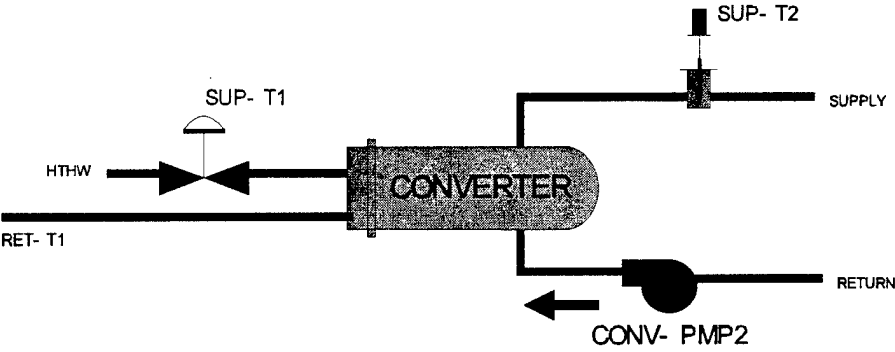 SUP- T2
SUP- T1
SUPPLY
HTHW
CONVERTER
RET- T1
RETURN
CONV- PMP2